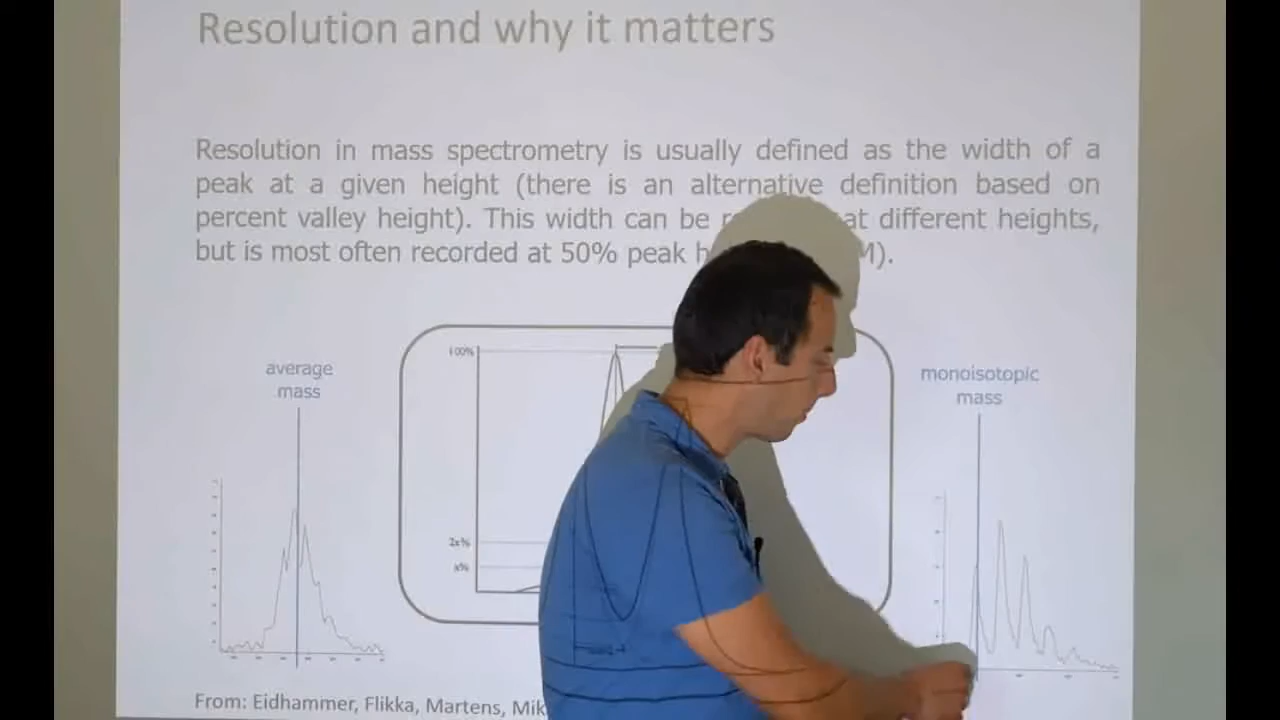 Resolution and why it matters
Resolution in mass spectrometry is usually defined as the width of a
peak at a given height (there is an alternative definition based on
percent valley height). This width can be at different heights,
but is most often recorded at 50% peak
average
mass
100%
2x%
x%
monoisotopic
mass
From: Eidhammer, Flikka, Martens,